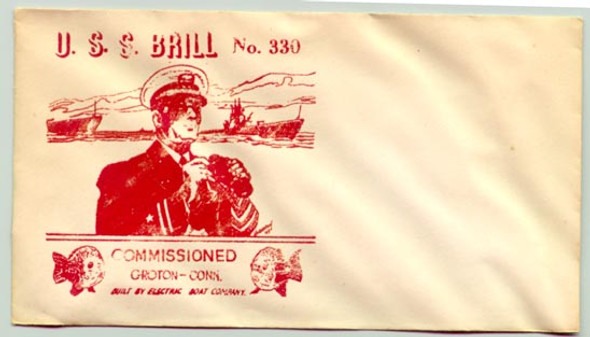 U. S. S. BRILL No. 330
COMMISSIONED
GROTON-CONN.
BUILT BY ELECTRIC BOAT COMPANY.